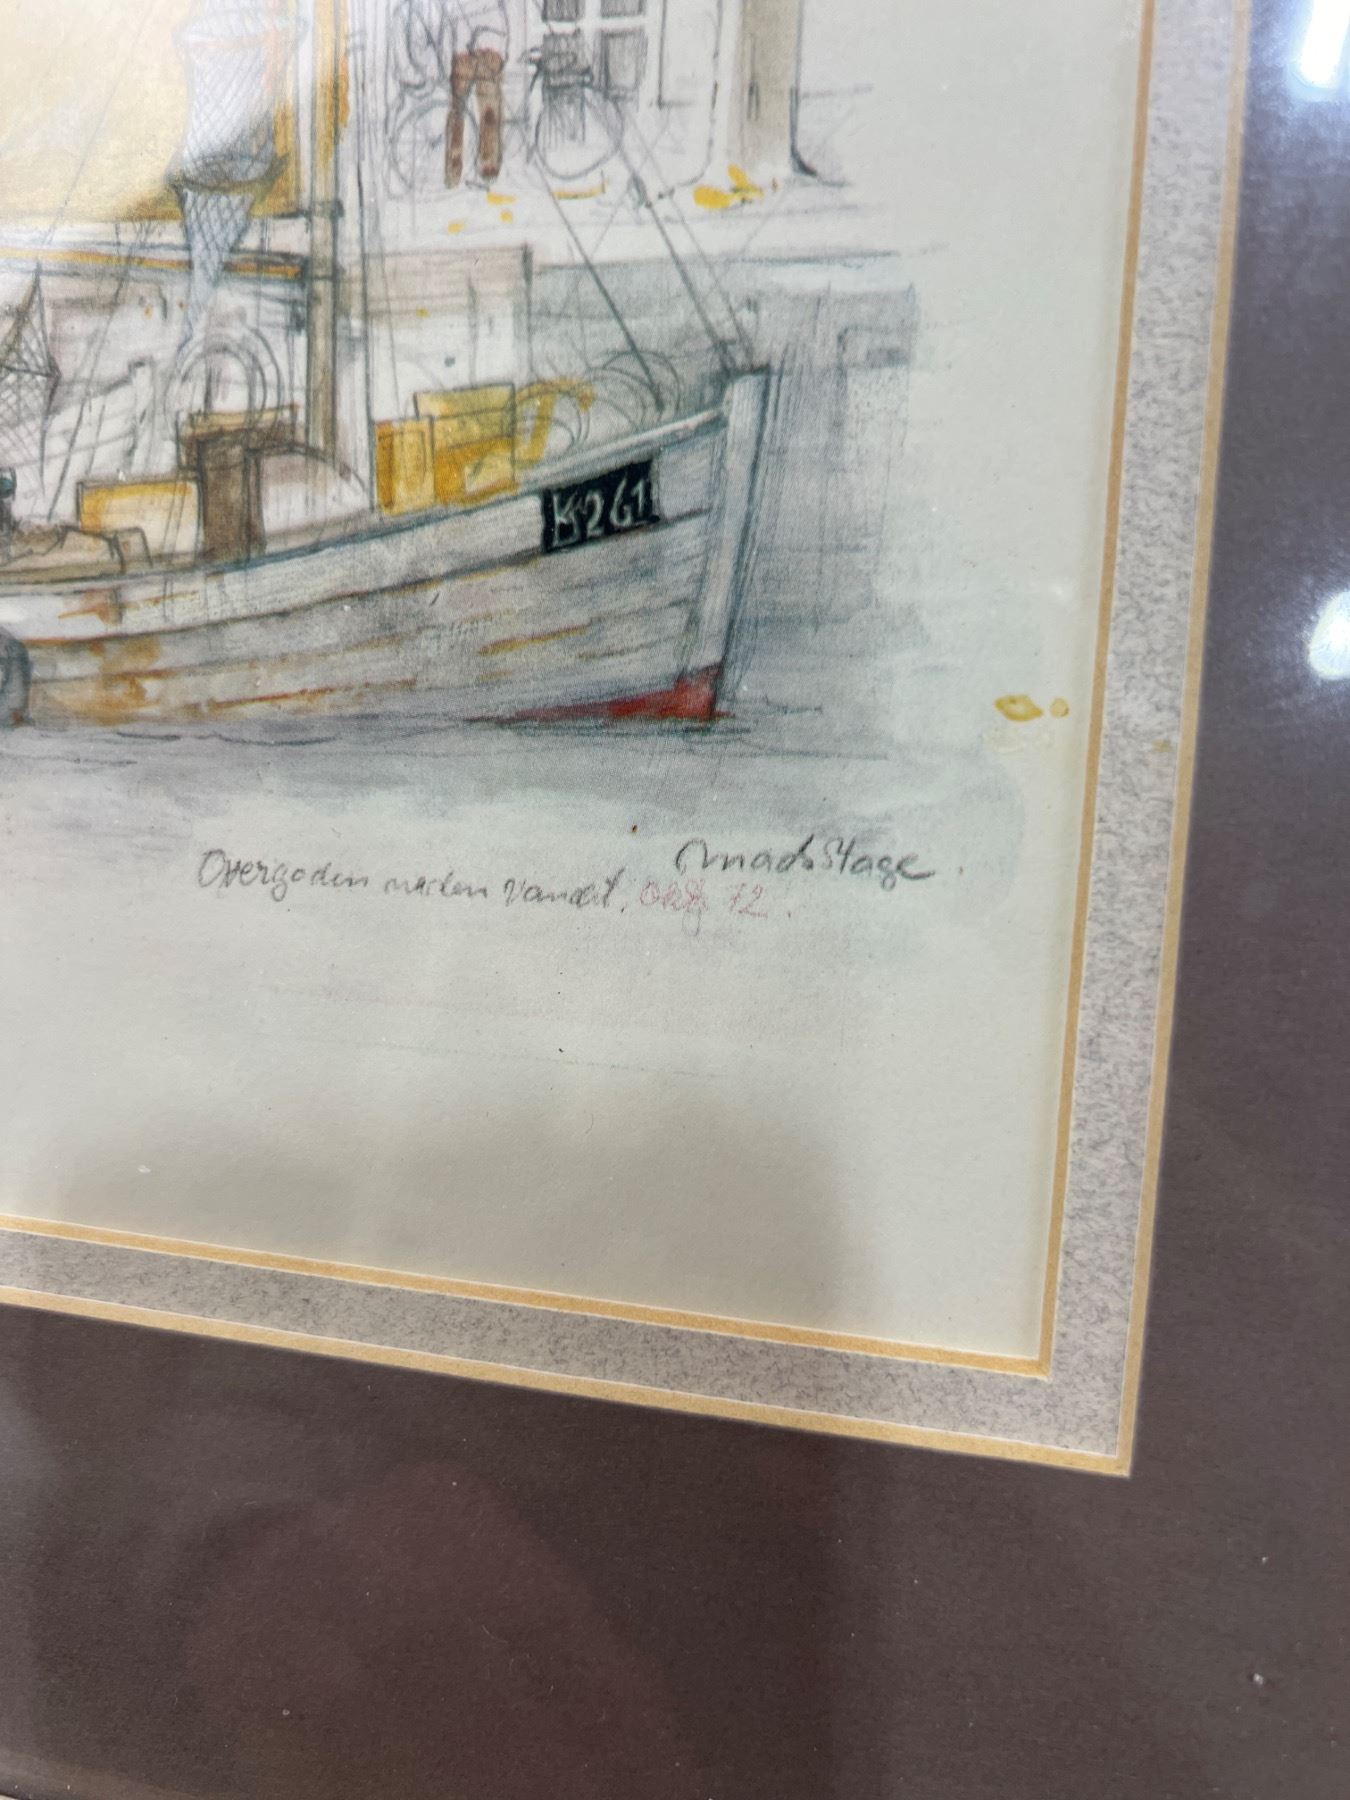 K 261
Mads Stage
Overgaden neden Vandet. okt 72.